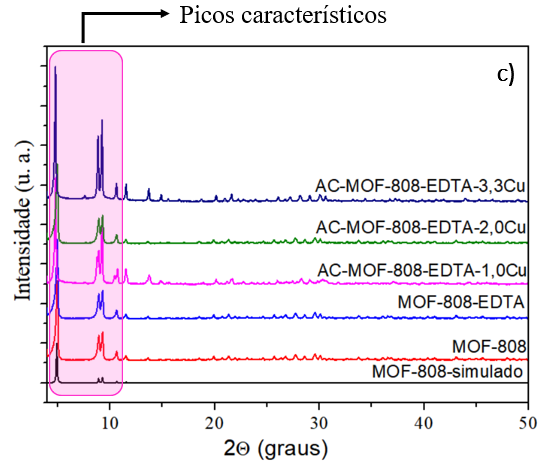 Picos característicos
c)
Intensidade (u. a.)
AC-MOF-808-EDTA-3,3Cu
AC-MOF-808-EDTA-2,0Cu
AC-MOF-808-EDTA-1,0Cu
MOF-808-EDTA
MOF-808
MOF-808-simulado
10 20 30 40 50
2Θ (graus)